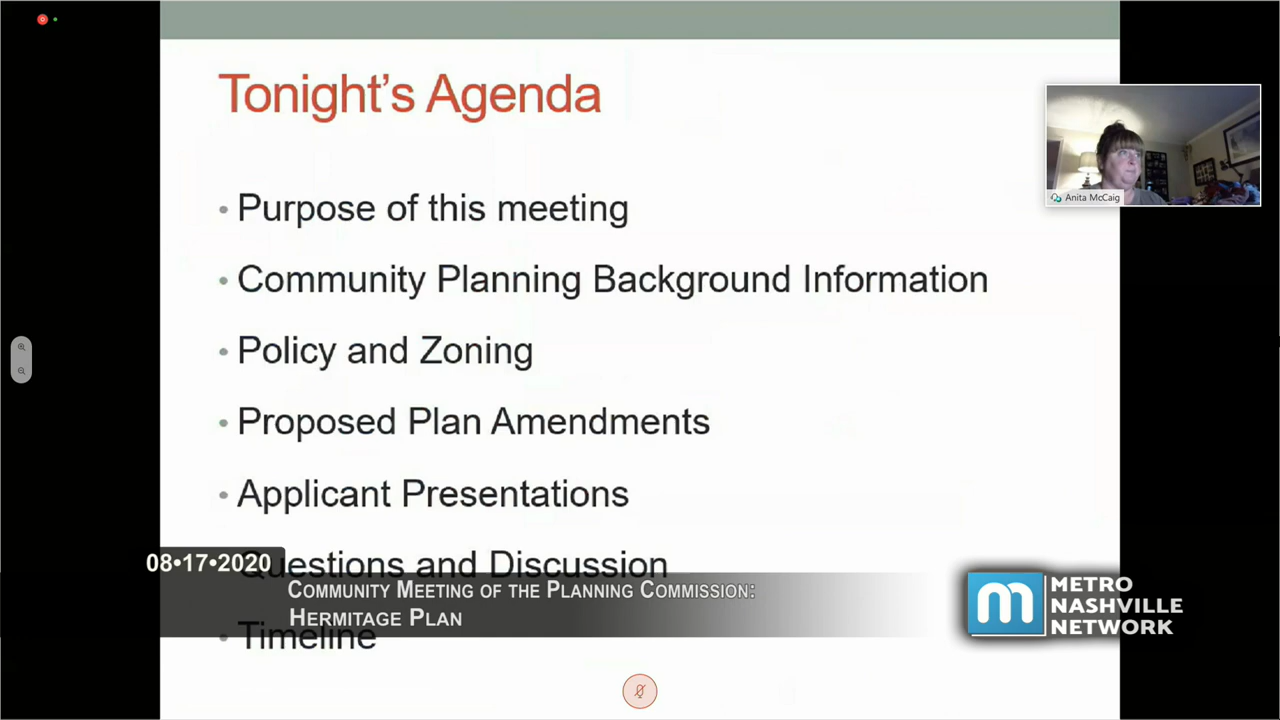 Tonight's Agenda
• Purpose of this meeting
• Community Planning Background Information
• Policy and Zoning
• Proposed Plan Amendments
• Applicant Presentations
• Questions and Discussion
• Timeline
Anita McCaig
08•17•2020
COMMUNITY MEETING OF THE PLANNING COMMISSION:
HERMITAGE PLAN
m
METRO
NASHVILLE
NETWORK